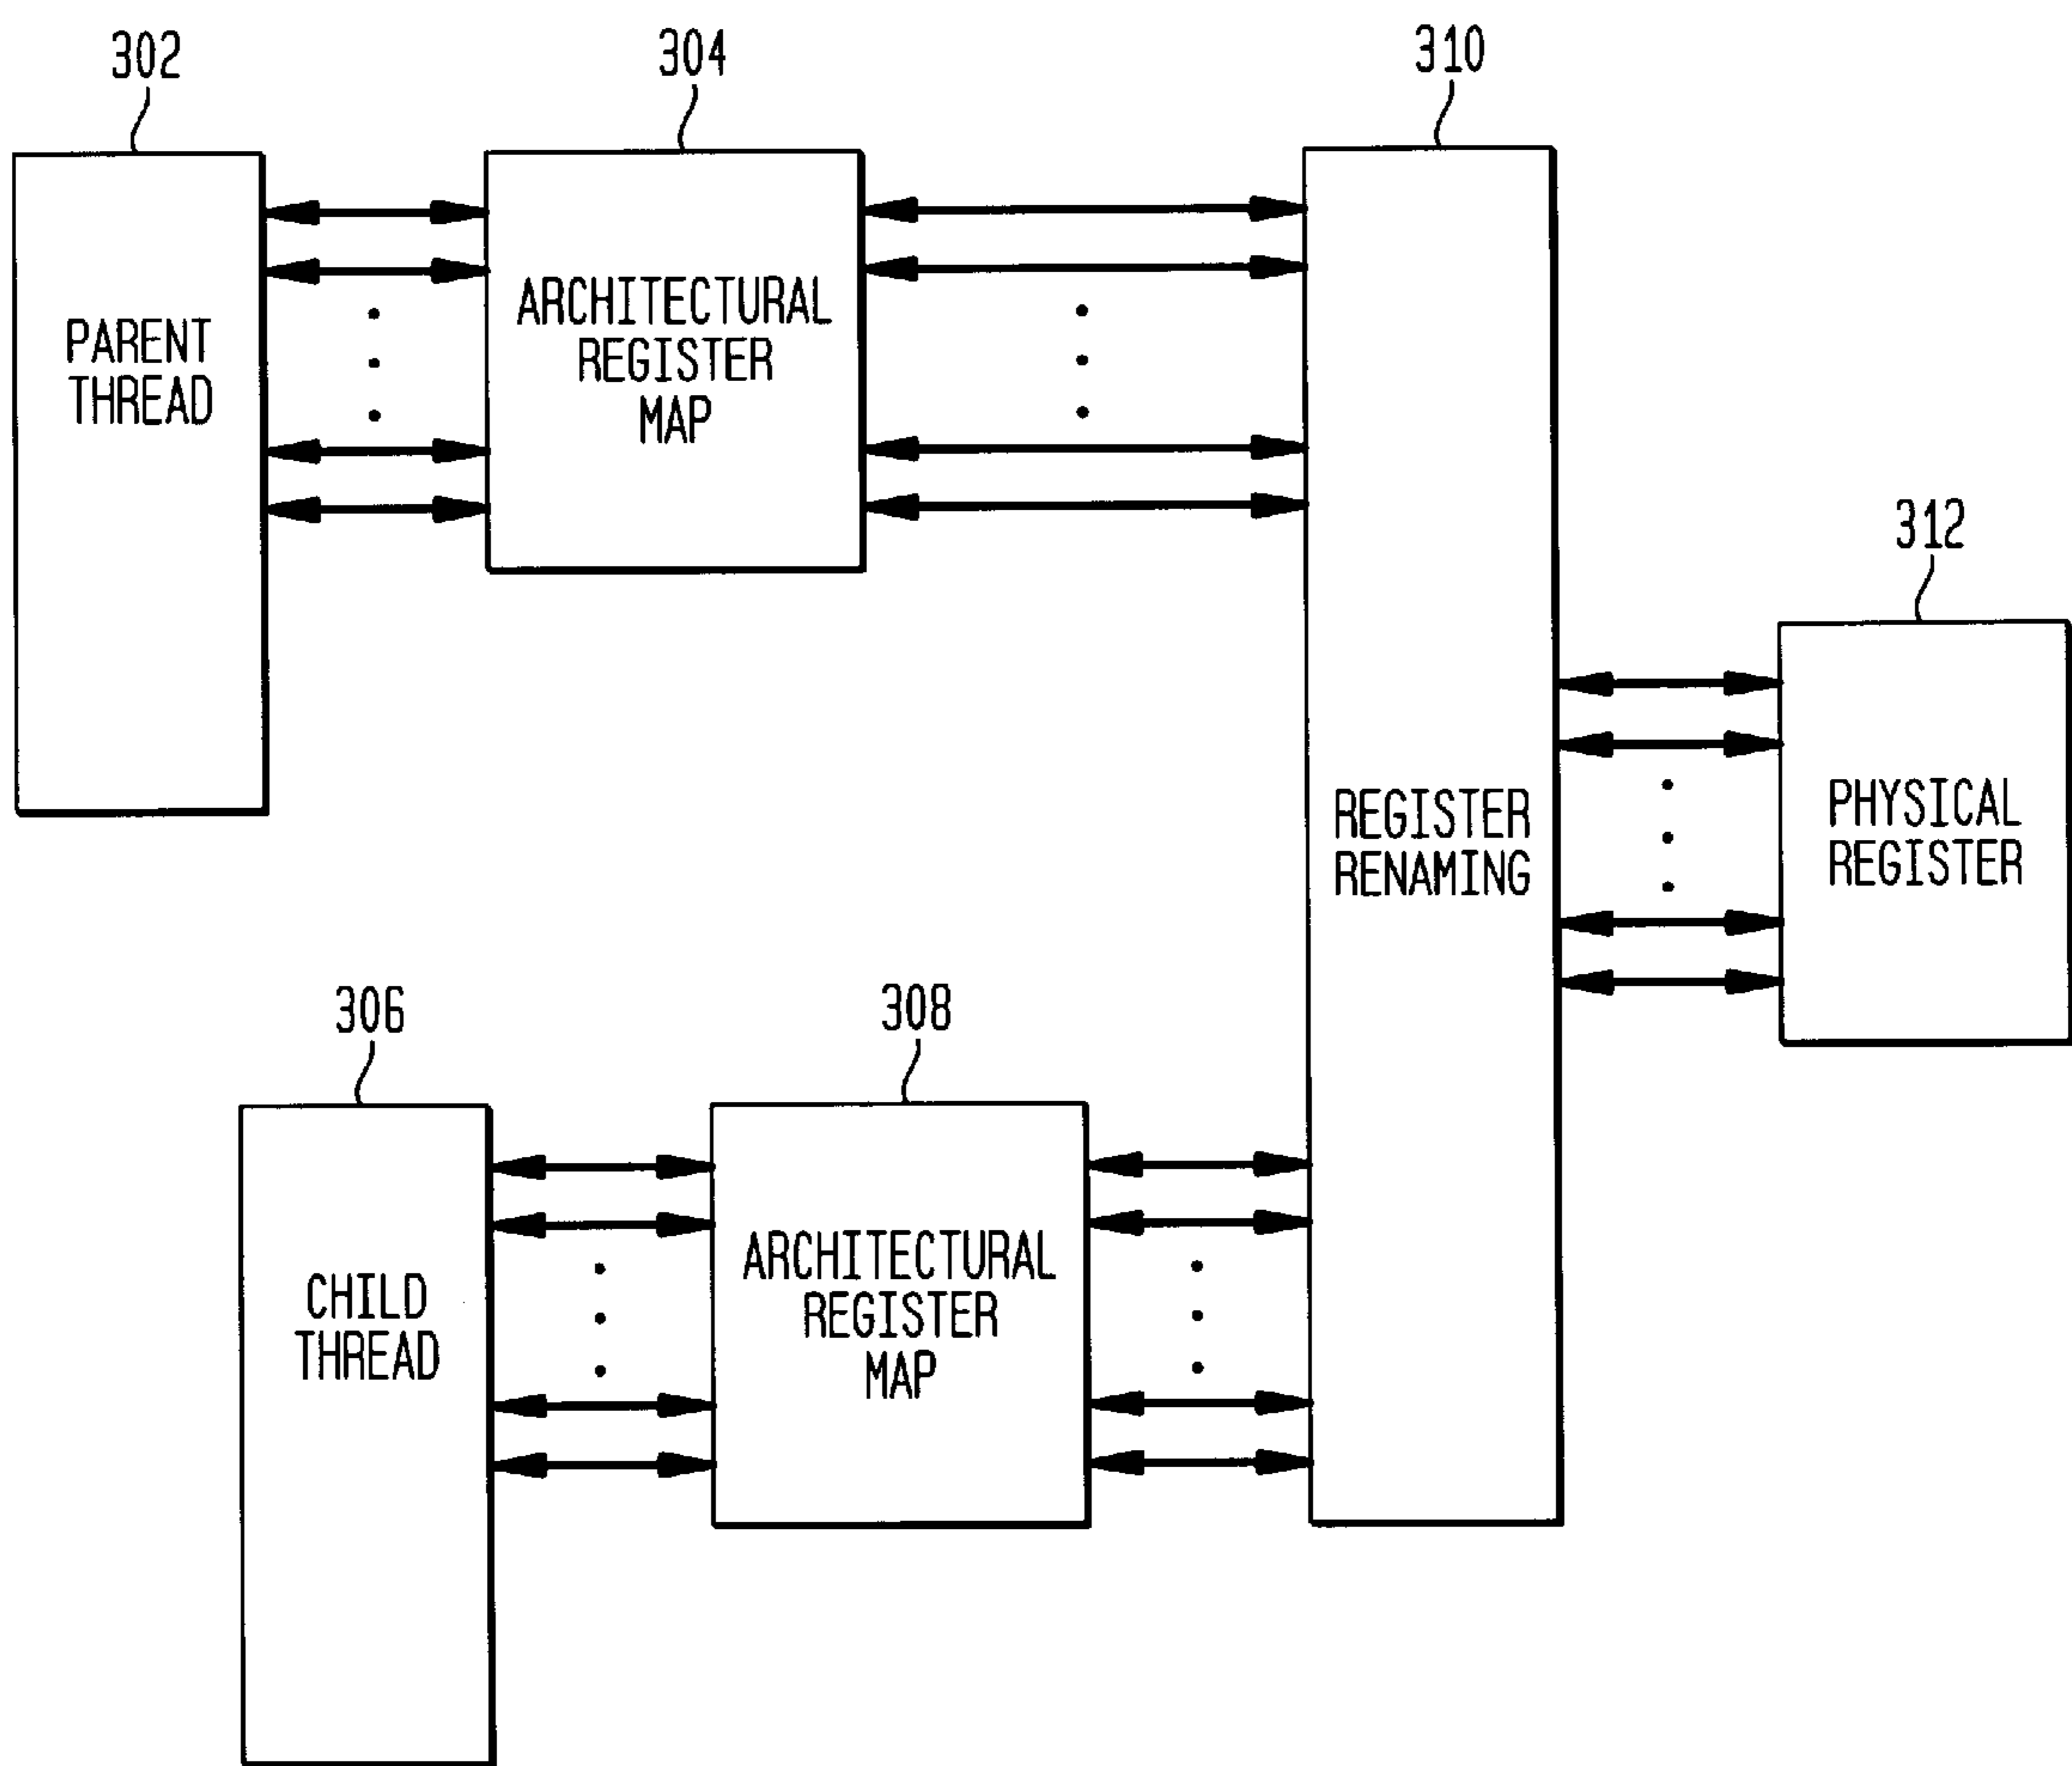 302
304
310
PARENT
THREAD
ARCHITECTURAL
REGISTER
MAP
312
REGISTER
RENAMING
PHYSICAL
REGISTER
306
308
CHILD
THREAD
ARCHITECTURAL
REGISTER
MAP